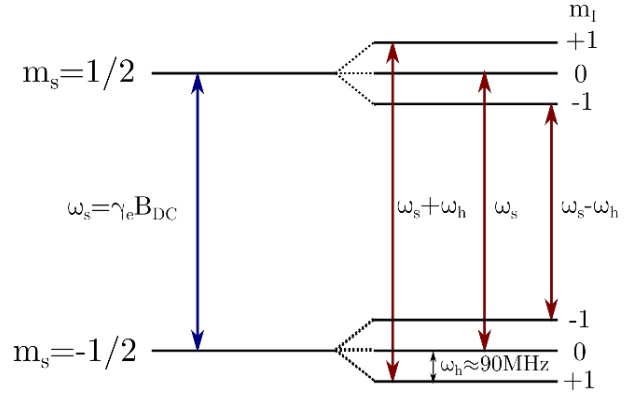 m_I
+1
m_s=1/2
0
-1
ω_s=γ_eB_DC
ω_s+ω_h
ω_s
ω_s-ω_h
-1
m_s=-1/2
0
ω_h≈90MHz
+1